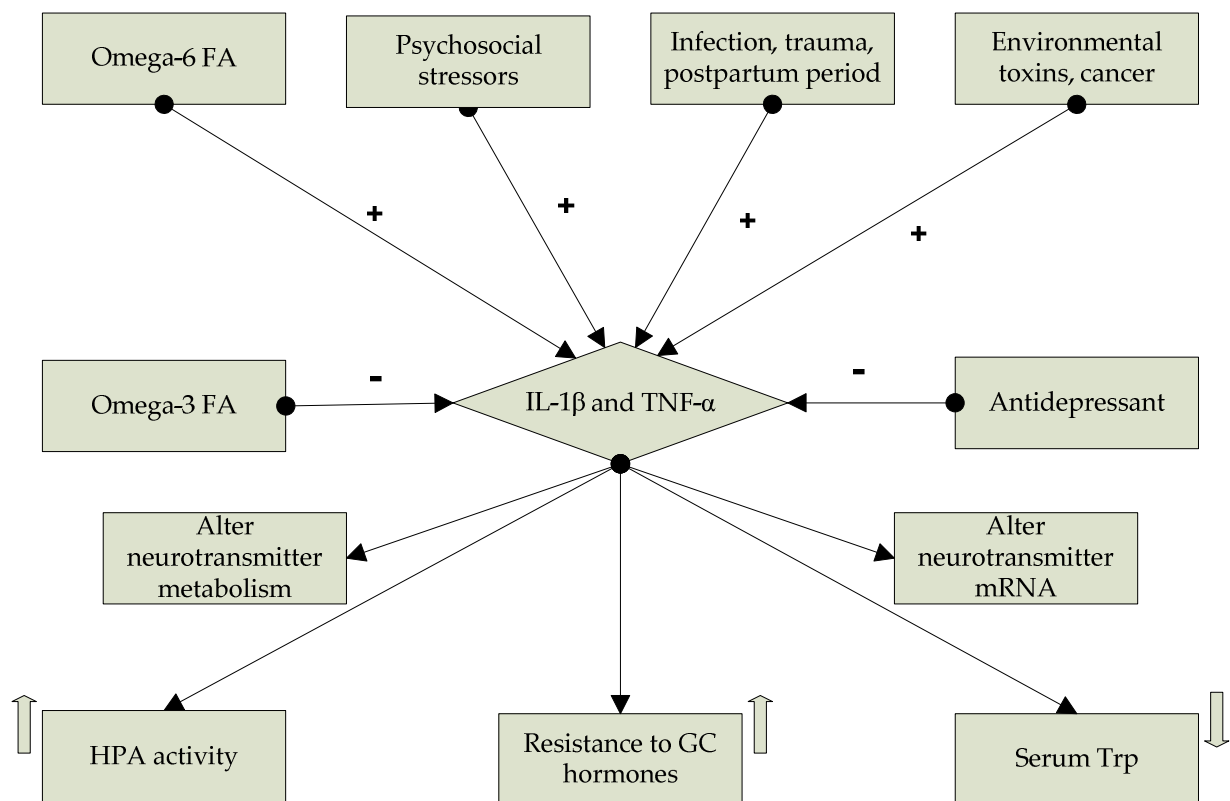 Omega-6 FA
Psychosocial
stressors
Infection, trauma,
postpartum period
Environmental
toxins, cancer
+
+
+
+
Omega-3 FA
-
IL-1β and TNF-α
-
Antidepressant
Alter
neurotransmitter
metabolism
Alter
neurotransmitter
mRNA
HPA activity
Resistance to GC
hormones
Serum Trp